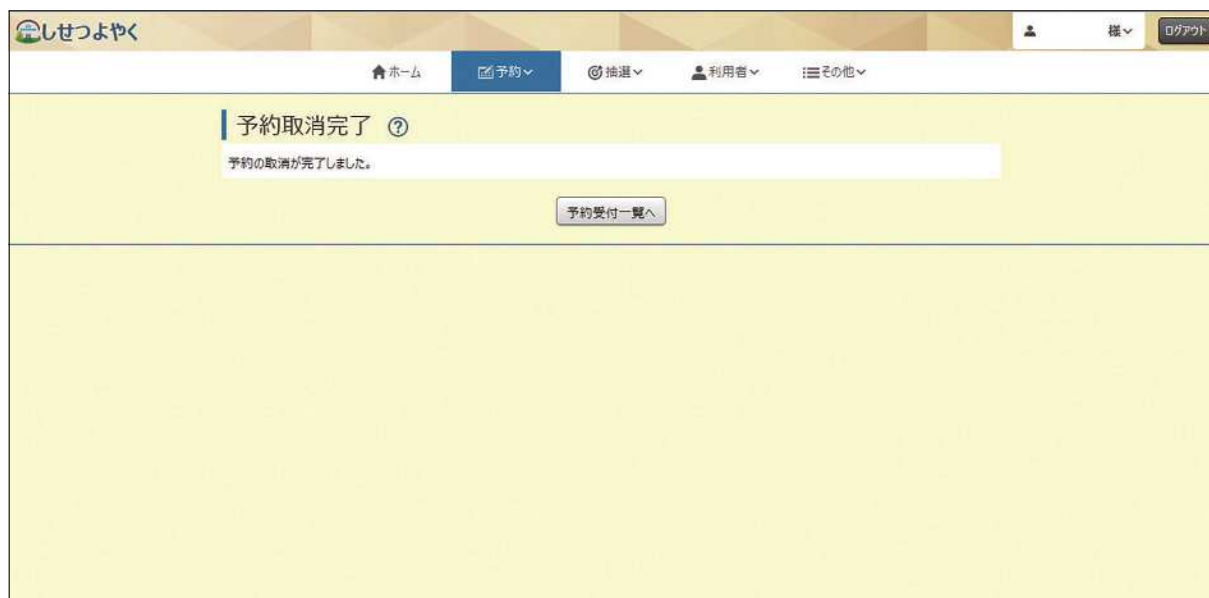 しせつよやく
様
ログアウト
ホーム 予約 抽選 利用者 その他
予約取消完了 ?
予約の取消が完了しました。
予約受付一覧へ